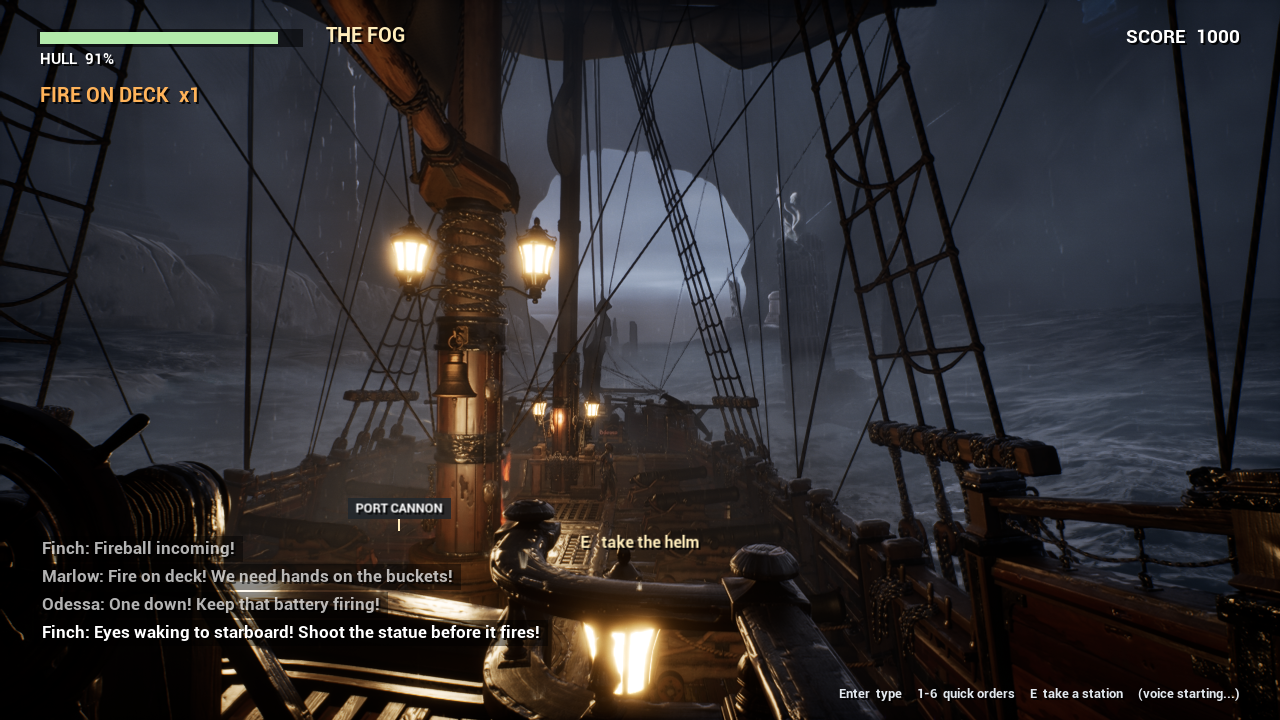 THE FOG
SCORE 1000
HULL 91%
FIRE ON DECK x1
PORT CANNON
E take the helm
Finch: Fireball incoming!
Marlow: Fire on deck! We need hands on the buckets!
Odessa: One down! Keep that battery firing!
Finch: Eyes waking to starboard! Shoot the statue before it fires!
Enter type 1-6 quick orders E take a station (voice starting...)